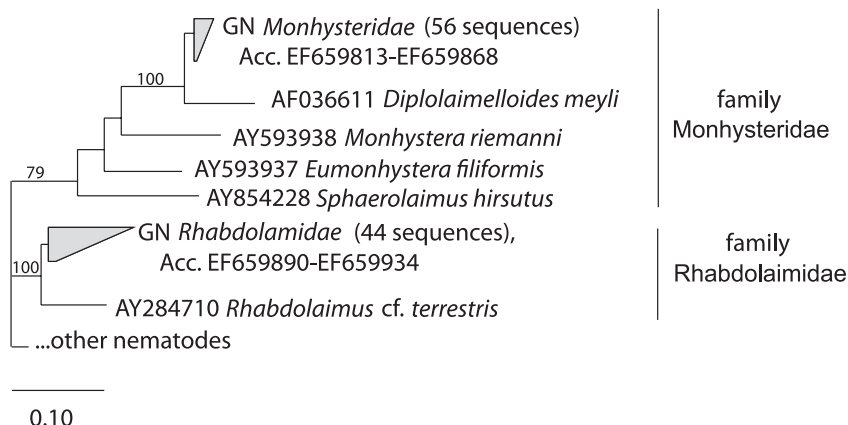 GN Monhysteridae (56 sequences)
Acc. EF659813-EF659868
100
AF036611 Diplolaimelloides meyli
AY593938 Monhystera riemanni
AY593937 Eumonhystera filiformis
79
AY854228 Sphaerolaimus hirsutus
family
Monhysteridae
GN Rhabdolamidae (44 sequences),
Acc. EF659890-EF659934
100
AY284710 Rhabdolaimus cf. terrestris
family
Rhabdolaimidae
...other nematodes
0.10